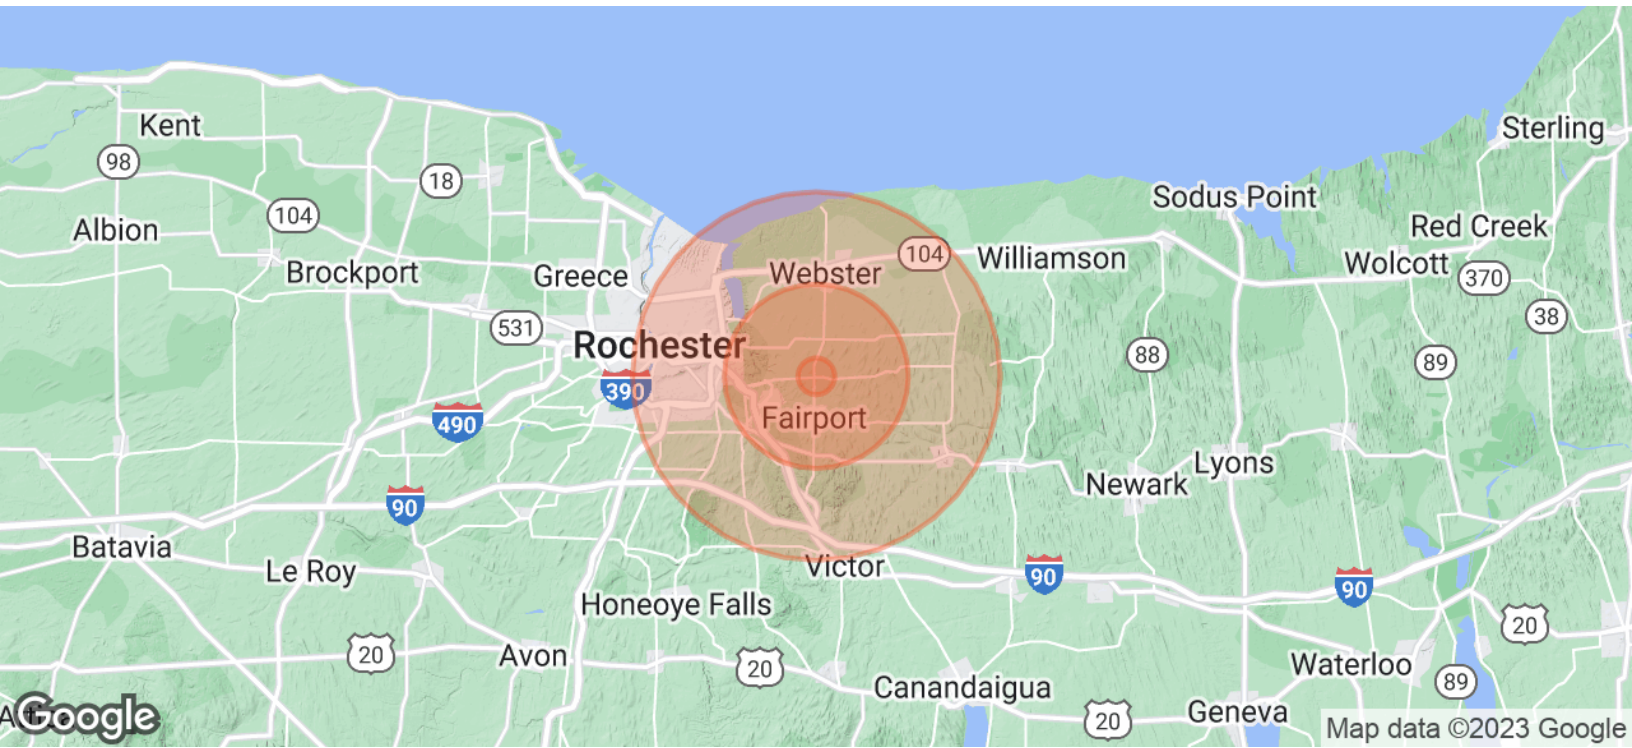 Kent
Sterling
98
18
Sodus Point
104
Albion
Red Creek
104
Williamson
Wolcott
Brockport
Greece
Webster
370
531
38
Rochester
88
89
390
Fairport
490
Lyons
Newark
90
Batavia
Victor
Le Roy
90
90
Honeoye Falls
20
20
Avon
20
Waterloo
89
Canandaigua
Geneva
20
Google
Map data ©2023 Google